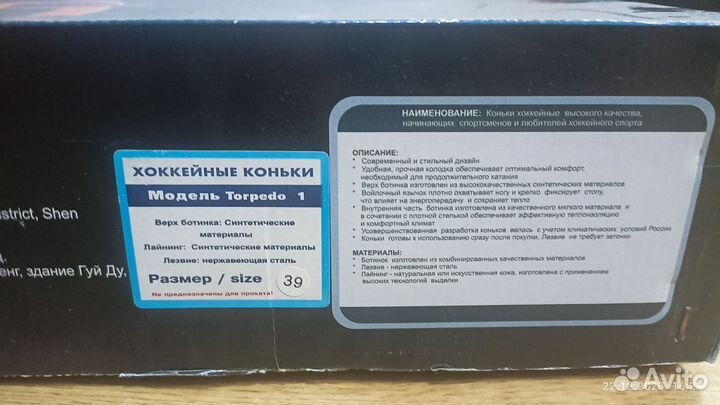 strict, Shen
д.
енг, здание Гуй Ду,
ХОККЕЙНЫЕ КОНЬКИ
Модель Torpedo 1
Верх ботинка: Синтетические
материалы
Лайнинг: Синтетические материалы
Лезвие: нержавеющая сталь
Размер / size 39
Не предназначены для проката!
НАИМЕНОВАНИЕ: Коньки хоккейные высокого качества,
начинающих спортсменов и любителей хоккейного спорта
ОПИСАНИЕ:
* Современный и стильный дизайн
* Удобная, прочная колодка обеспечивает оптимальный комфорт,
необходимый для продолжительного катания
* Верх ботинка изготовлен из высококачественных синтетических материалов
* Войлочный язычок плотно охватывает ногу и крепко фиксирует стопу,
что влияет на энергопередачу и сохраняет тепло
* Внутренняя часть ботинка изготовлена из качественного мягкого материала и
в сочетании с плотной стелькой обеспечивает эффективную теплоизоляцию
и комфортный климат
* Усовершенствованная разработка коньков велась с учетом климатических условий России
* Коньки готовы к использованию сразу после покупки. Лезвие не требует заточки
МАТЕРИАЛЫ:
* Ботинок изготовлен из комбинированных качественных материалов
* Лезвие - нержавеющая сталь
* Лайнинг - натуральная или искусственная кожа, изготовлена с применением
высоких технологий выделки
Avito